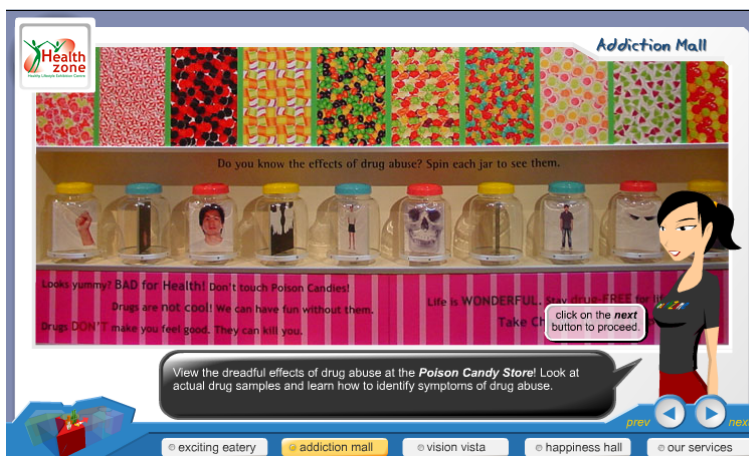 Health
zone
Healthy Lifestyle Exhibition Centre
Addiction Mall
Do you know the effects of drug abuse? Spin each jar to see them.
Looks yummy? BAD for Health! Don't touch Poison Candies!
Drugs are not cool! We can have fun without them.
Drugs DON'T make you feel good. They can kill you.
Life is WONDERFUL. Stay drug-FREE for
Take
click on the next
button to proceed.
View the dreadful effects of drug abuse at the Poison Candy Store! Look at
actual drug samples and learn how to identify symptoms of drug abuse.
prev
next
exciting eatery
addiction mall
vision vista
happiness hall
our services